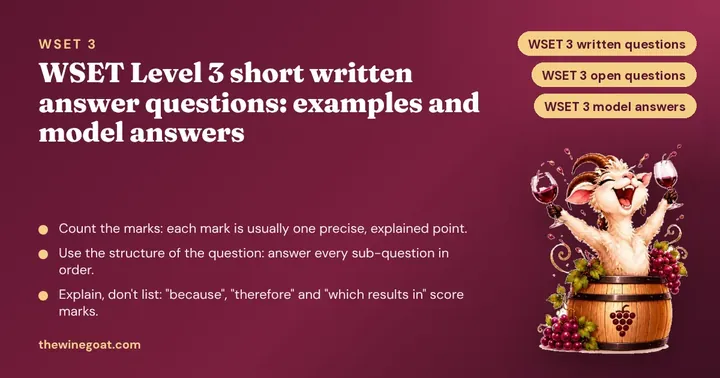 WSET 3
WSET Level 3 short written
answer questions: examples and
model answers
WSET 3 written questions
WSET 3 open questions
WSET 3 model answers
Count the marks: each mark is usually one precise, explained point.
Use the structure of the question: answer every sub-question in
order.
Explain, don't list: "because", "therefore" and "which results in" score
marks.
thewinegoat.com